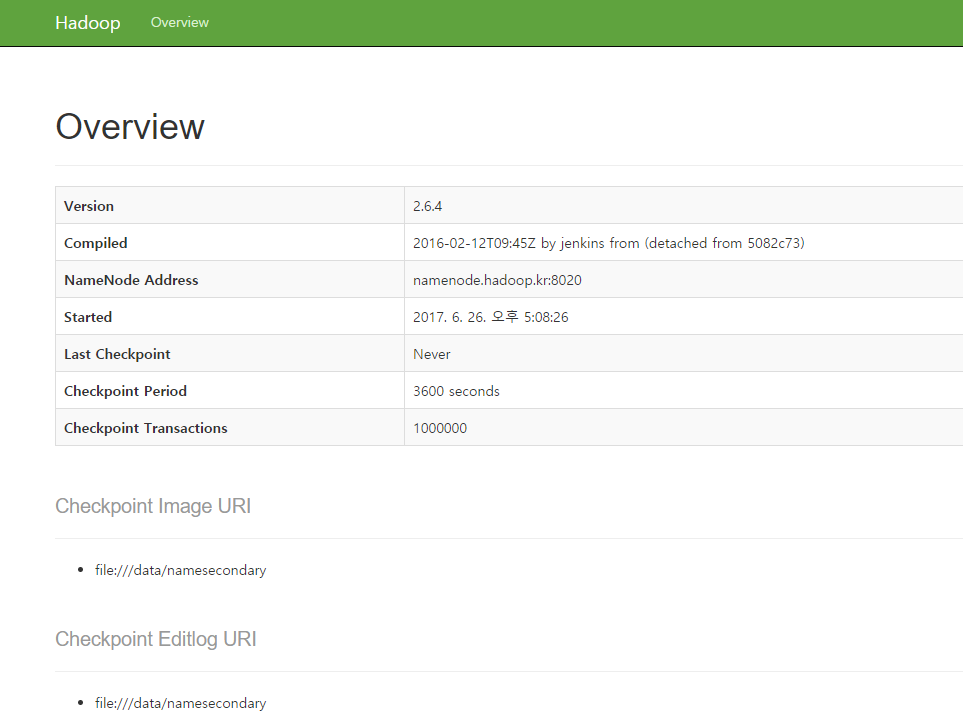 Hadoop Overview
Overview
Version 2.6.4
Compiled 2016-02-12T09:45Z by jenkins from (detached from 5082c73)
NameNode Address namenode.hadoop.kr:8020
Started 2017. 6. 26. 오후 5:08:26
Last Checkpoint Never
Checkpoint Period 3600 seconds
Checkpoint Transactions 1000000
Checkpoint Image URI
• file:///data/namesecondary
Checkpoint Editlog URI
• file:///data/namesecondary